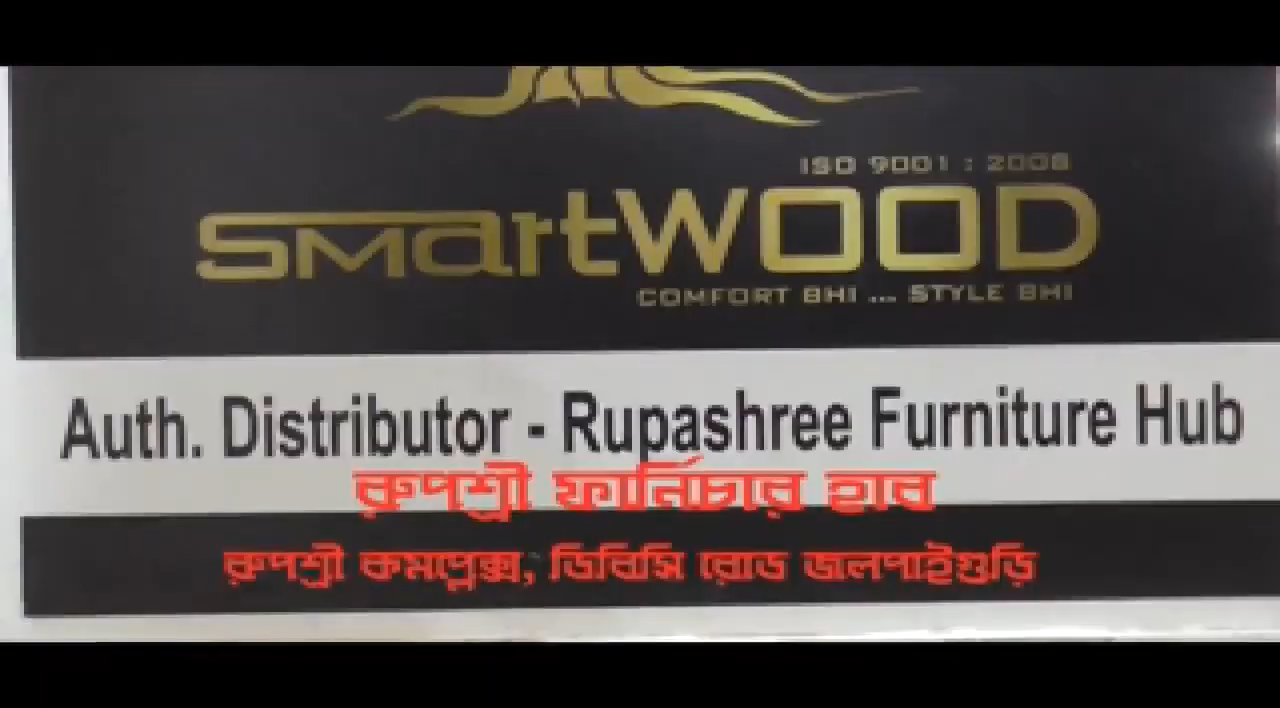 ISO 9001 : 2008
smartWOOD
COMFORT BHI ... STYLE BHI
Auth. Distributor - Rupashree Furniture Hub
রুপশ্রী ফার্নিচার হাব
রুপশ্রী কমপ্লেক্স, ডিবিসি রোড জলপাইগুড়ি